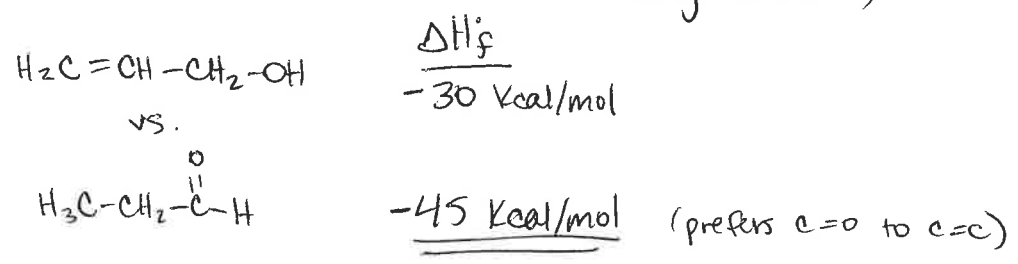 ΔH°f
H₂C=CH-CH₂-OH
-30 Kcal/mol
vs.
O
H₃C-CH₂-C-H
-45 Kcal/mol (prefers C=O to C=C)